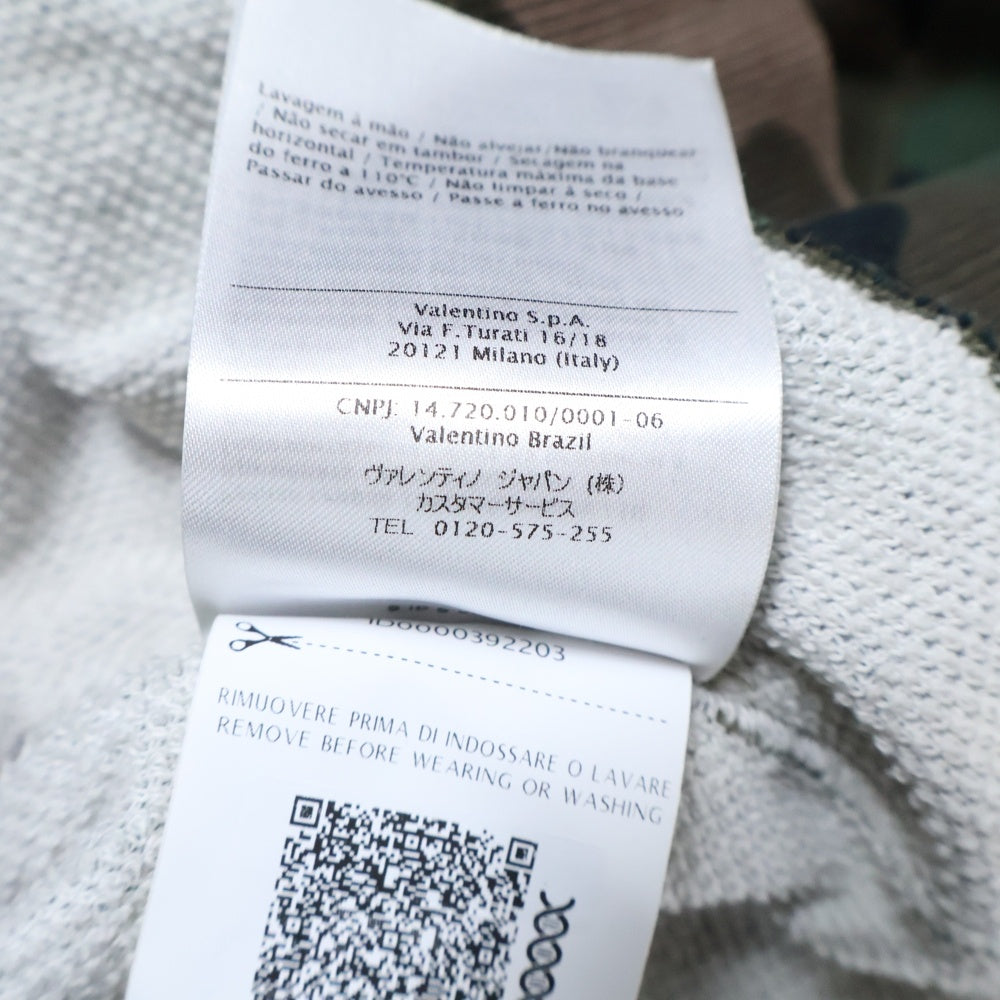 Lavagem à mão / Não alvejar/Não branquear
/ Não secar em tambor / Secagem na
horizontal / Temperatura máxima da base
do ferro a 110°C / Não limpar à seco /
Passar do avesso / Passe a ferro no avesso
Valentino S.p.A.
Via F.Turati 16/18
20121 Milano (Italy)
CNPJ: 14.720.010/0001-06
Valentino Brazil
ヴァレンティノ ジャパン (株)
カスタマーサービス
TEL 0120-575-255
ID0000392203
RIMUOVERE PRIMA DI INDOSSARE O LAVARE
REMOVE BEFORE WEARING OR WASHING